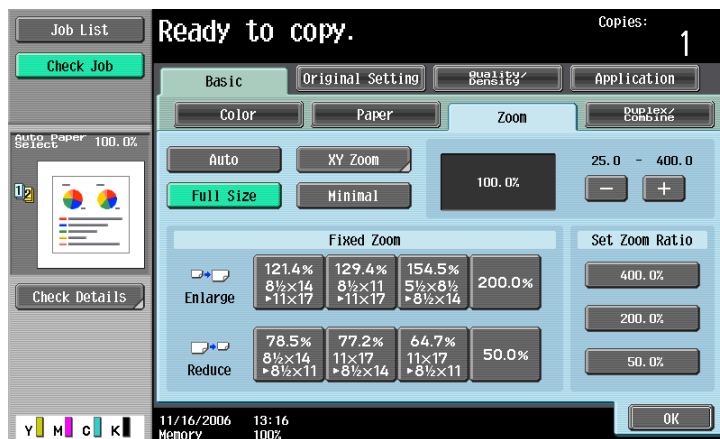 Job List
Check Job
Ready to copy.
Copies:
1
Basic
Original Setting
Quality/
Density
Application
Color
Paper
Zoom
Duplex/
Combine
Auto Paper
Select
100.0%
1 2
Check Details
Auto
XY Zoom
Full Size
Minimal
100.0%
25.0 - 400.0
− +
Fixed Zoom
Enlarge
121.4%
8½×14
▸11×17
129.4%
8½×11
▸11×17
154.5%
5½×8½
▸8½×14
200.0%
Reduce
78.5%
8½×14
▸8½×11
77.2%
11×17
▸8½×14
64.7%
11×17
▸8½×11
50.0%
Set Zoom Ratio
400.0%
200.0%
50.0%
Y M C K
11/16/2006 13:16
Memory 100%
OK